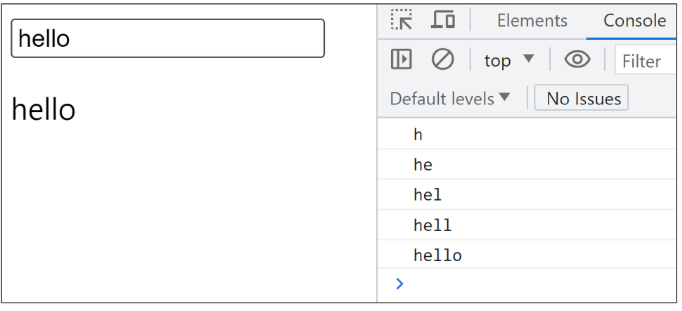 hello
hello
Elements Console
top ▼ Filter
Default levels ▼ No Issues
h
he
hel
hell
hello
>